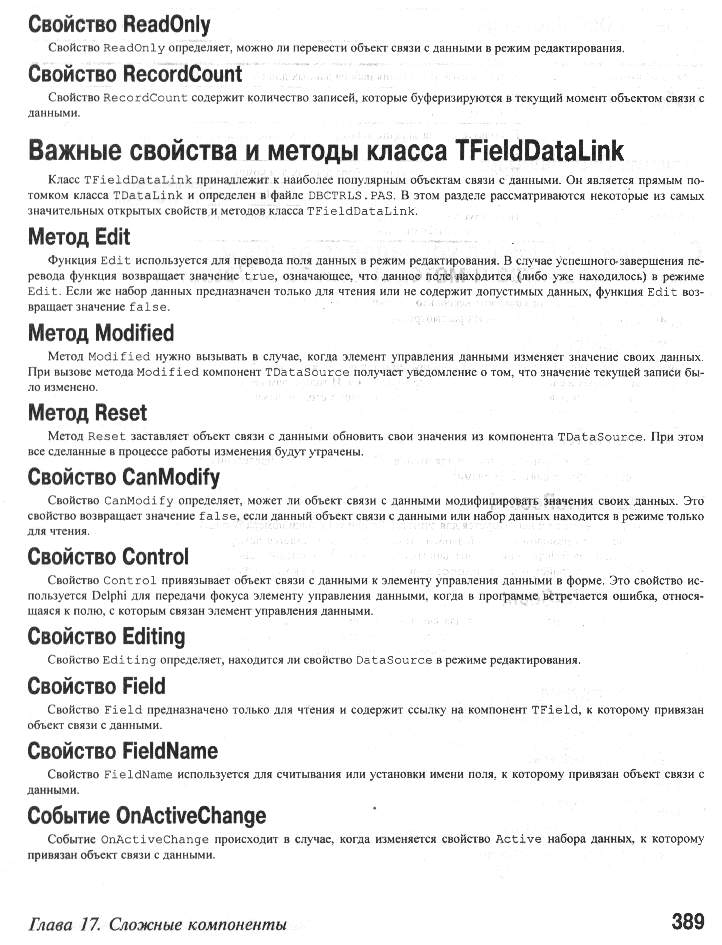 Свойство ReadOnly
Свойство ReadOnly определяет, можно ли перевести объект связи с данными в режим редактирования.
Свойство RecordCount
Свойство RecordCount содержит количество записей, которые буферизируются в текущий момент объектом связи с
данными.
Важные свойства и методы класса TFieldDataLink
Класс TFieldDataLink принадлежит к наиболее популярным объектам связи с данными. Он является прямым по-
томком класса TDataLink и определен в файле DBCTRLS.PAS. В этом разделе рассматриваются некоторые из самых
значительных открытых свойств и методов класса TFieldDataLink.
Метод Edit
Функция Edit используется для перевода поля данных в режим редактирования. В случае успешного завершения пе-
ревода функция возвращает значение true, означающее, что данное поле находится (либо уже находилось) в режиме
Edit. Если же набор данных предназначен только для чтения или не содержит допустимых данных, функция Edit воз-
вращает значение false.
Метод Modified
Метод Modified нужно вызывать в случае, когда элемент управления данными изменяет значение своих данных.
При вызове метода Modified компонент TDataSource получает уведомление о том, что значение текущей записи бы-
ло изменено.
Метод Reset
Метод Reset заставляет объект связи с данными обновить свои значения из компонента TDataSource. При этом
все сделанные в процессе работы изменения будут утрачены.
Свойство CanModify
Свойство CanModify определяет, может ли объект связи с данными модифицировать значения своих данных. Это
свойство возвращает значение false, если данный объект связи с данными или набор данных находится в режиме только
для чтения.
Свойство Control
Свойство Control привязывает объект связи с данными к элементу управления данными в форме. Это свойство ис-
пользуется Delphi для передачи фокуса элементу управления данными, когда в программе встречается ошибка, относя-
щаяся к полю, с которым связан элемент управления данными.
Свойство Editing
Свойство Editing определяет, находится ли свойство DataSource в режиме редактирования.
Свойство Field
Свойство Field предназначено только для чтения и содержит ссылку на компонент TField, к которому привязан
объект связи с данными.
Свойство FieldName
Свойство FieldName используется для считывания или установки имени поля, к которому привязан объект связи с
данными.
Событие OnActiveChange
Событие OnActiveChange происходит в случае, когда изменяется свойство Active набора данных, к которому
привязан объект связи с данными.
Глава 17. Сложные компоненты 389